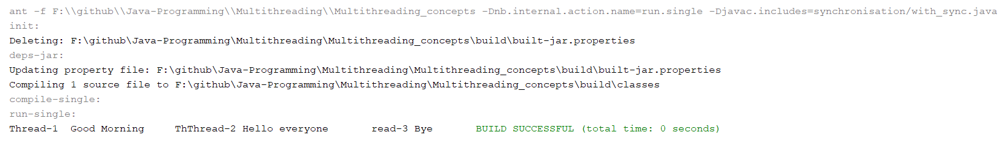 ant -f F:\\github\\Java-Programming\\Multithreading\\Multithreading_concepts -Dnb.internal.action.name=run.single -Djavac.includes=synchronisation/with_sync.java
init:
Deleting: F:\github\Java-Programming\Multithreading\Multithreading_concepts\build\built-jar.properties
deps-jar:
Updating property file: F:\github\Java-Programming\Multithreading\Multithreading_concepts\build\built-jar.properties
Compiling 1 source file to F:\github\Java-Programming\Multithreading\Multithreading_concepts\build\classes
compile-single:
run-single:
Thread-1  Good Morning     ThThread-2 Hello everyone       read-3 Bye       BUILD SUCCESSFUL (total time: 0 seconds)